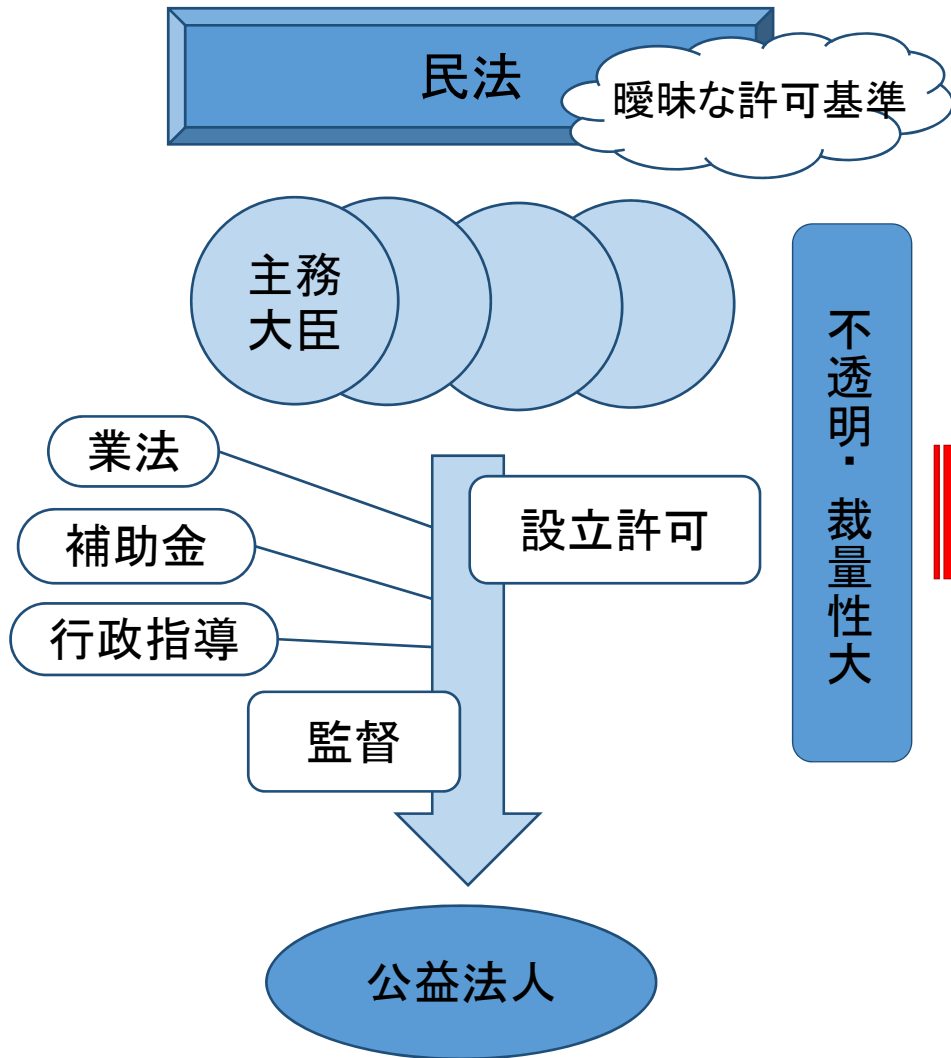 民法
曖昧な許可基準
主務
大臣
業法
補助金
行政指導
設立許可
監督
不透明・裁量性大
公益法人